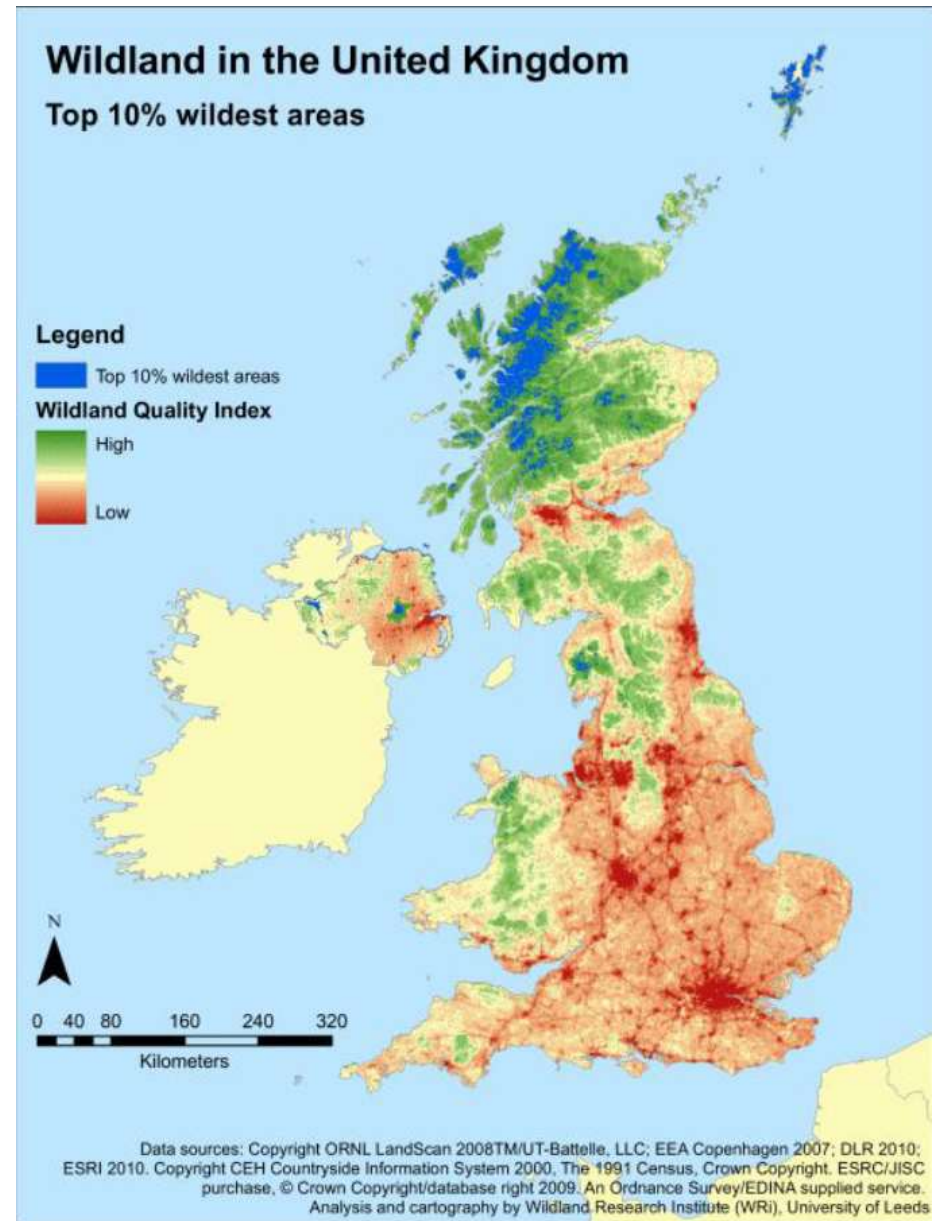 Wildland in the United Kingdom
Top 10% wildest areas
Legend
Top 10% wildest areas
Wildland Quality Index
High
Low
N
0 40 80 160 240 320
Kilometers
Data sources: Copyright ORNL LandScan 2008TM/UT-Battelle, LLC; EEA Copenhagen 2007; DLR 2010;
ESRI 2010. Copyright CEH Countryside Information System 2000, The 1991 Census, Crown Copyright. ESRC/JISC
purchase, © Crown Copyright/database right 2009. An Ordnance Survey/EDINA supplied service.
Analysis and cartography by Wildland Research Institute (WRi), University of Leeds